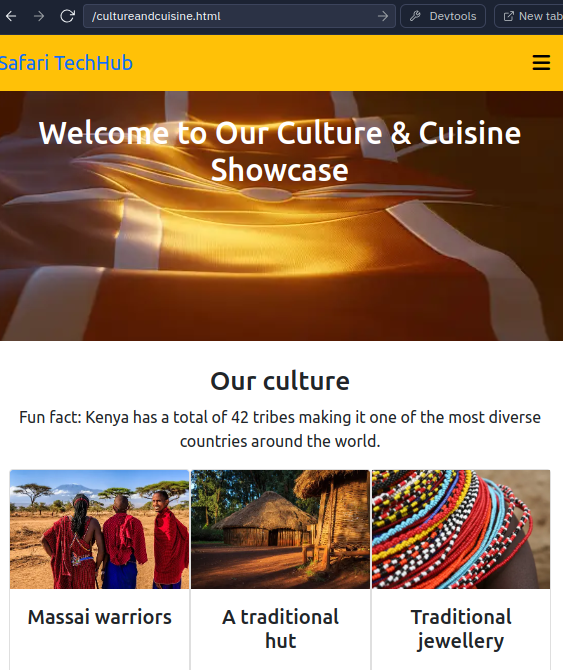 /cultureandcuisine.html
Devtools
New tab
Safari TechHub
Welcome to Our Culture & Cuisine
Showcase
Our culture
Fun fact: Kenya has a total of 42 tribes making it one of the most diverse
countries around the world.
Massai warriors
A traditional
hut
Traditional
jewellery